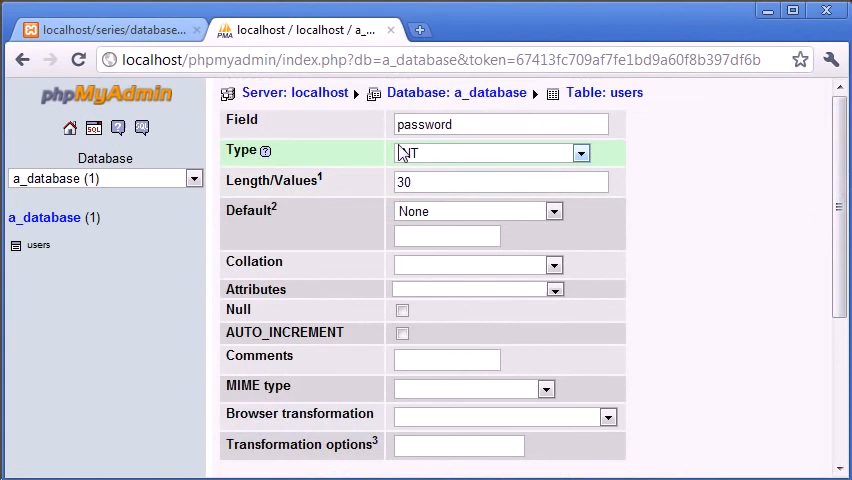 localhost/series/database...
PMA localhost / localhost / a_...
localhost/phpmyadmin/index.php?db=a_database&token=67413fc709af7fe1bd9a60f8b397df6b
phpMyAdmin
SQL
Database
a_database (1)
a_database (1)
users
Server: localhost Database: a_database Table: users
Field password
Type
Length/Values1 30
Default2 None
Collation
Attributes
Null
AUTO_INCREMENT
Comments
MIME type
Browser transformation
Transformation options3